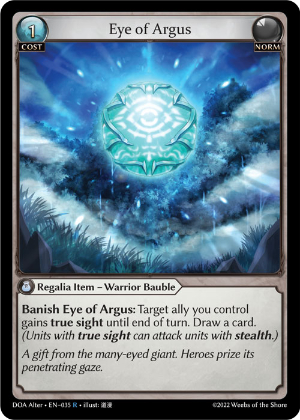 1
Eye of Argus
COST
NORM
Regalia Item – Warrior Bauble
Banish Eye of Argus: Target ally you control
gains true sight until end of turn. Draw a card.
(Units with true sight can attack units with stealth.)
A gift from the many-eyed giant. Heroes prize its
penetrating gaze.
DOA Alter • EN-035 R • illust:
©2022 Weebs of the Shore